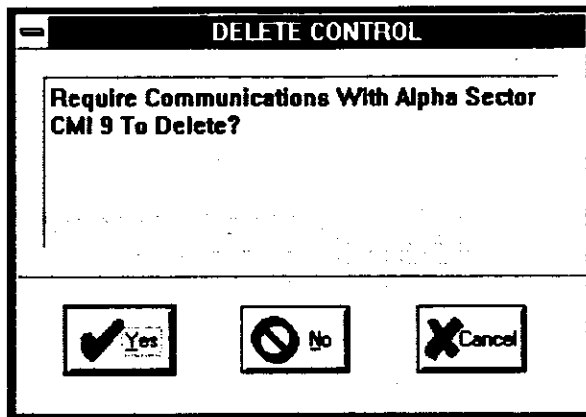 DELETE CONTROL
Require Communications With Alpha Sector
CMI 9 To Delete?
Yes
No
Cancel